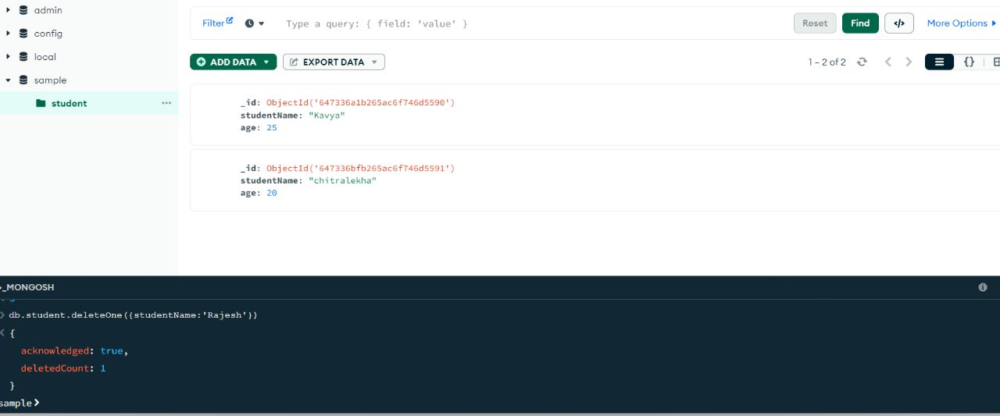 admin
config
local
sample
student
Filter
Type a query: { field: 'value' }
Reset
Find
</>
More Options
ADD DATA
EXPORT DATA
1 – 2 of 2
{}
_id: ObjectId('647336a1b265ac6f746d5590')
studentName: "Kavya"
age: 25
_id: ObjectId('647336bfb265ac6f746d5591')
studentName: "chitralekha"
age: 20
>_MONGOSH
> db.student.deleteOne({studentName:'Rajesh'})
< {
acknowledged: true,
deletedCount: 1
}
sample>